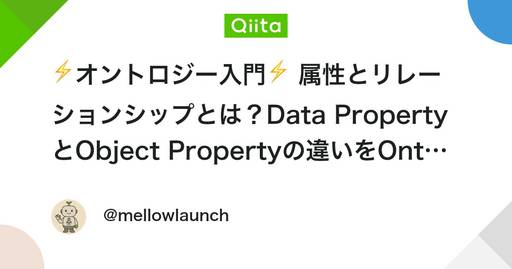 Qiita
⚡オントロジー入門⚡ 属性とリレー
ションシップとは？Data Property
とObject Propertyの違いをOnt…
@mellowlaunch